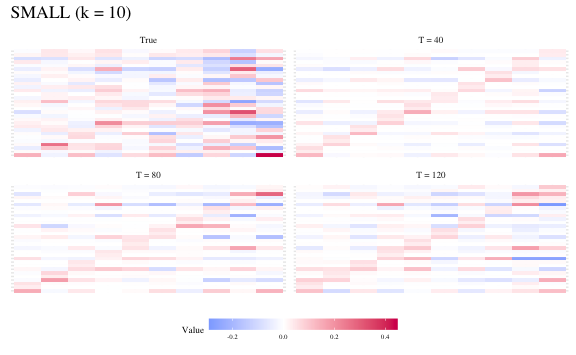 SMALL (k = 10)
True
T = 40
T = 80
T = 120
Value
-0.2
0.0
0.2
0.4